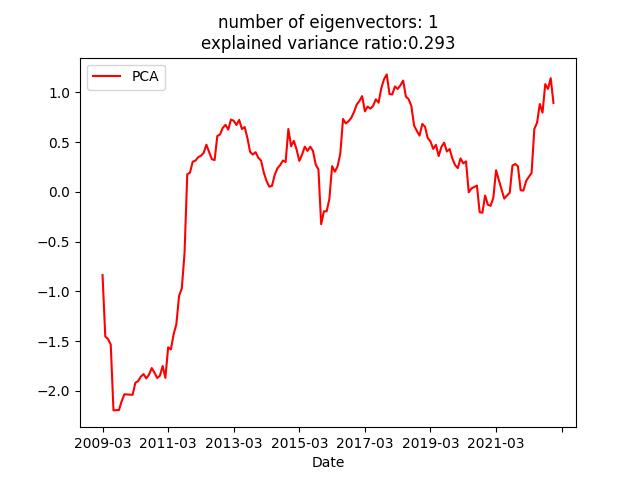 number of eigenvectors: 1
explained variance ratio:0.293
PCA
1.0
0.5
0.0
−0.5
−1.0
−1.5
−2.0
2009-03 2011-03 2013-03 2015-03 2017-03 2019-03 2021-03
Date